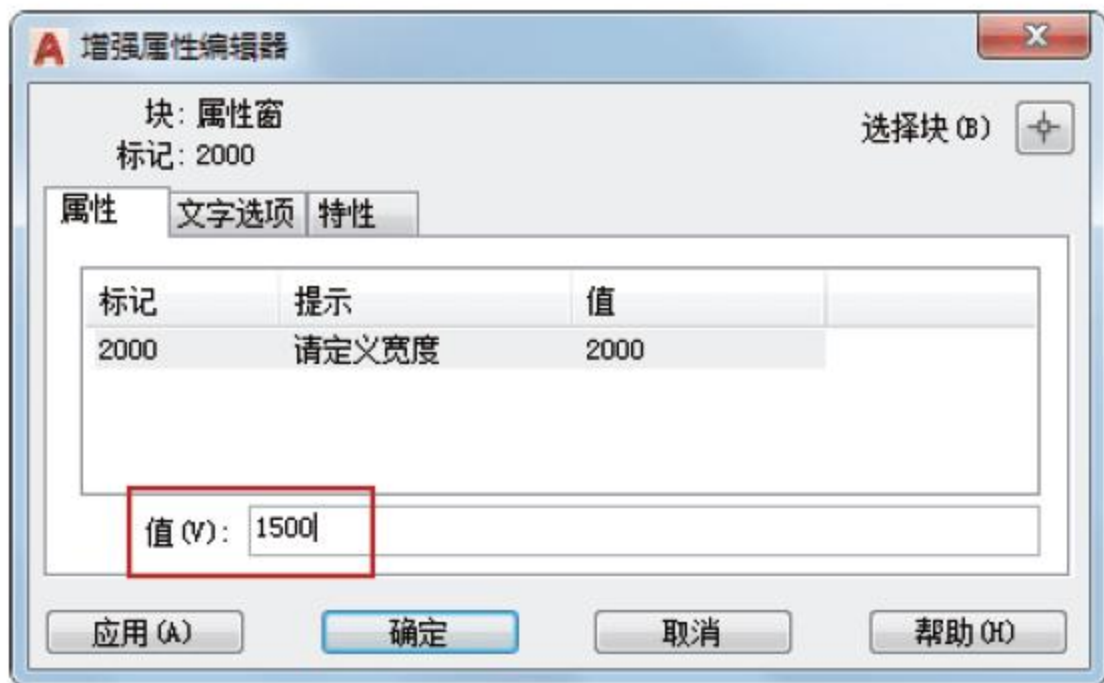 增强属性编辑器
块: 属性窗
选择块(B)
标记: 2000
属性 文字选项 特性
标记 提示 值
2000 请定义宽度 2000
值(V): 1500
应用(A) 确定 取消 帮助(H)